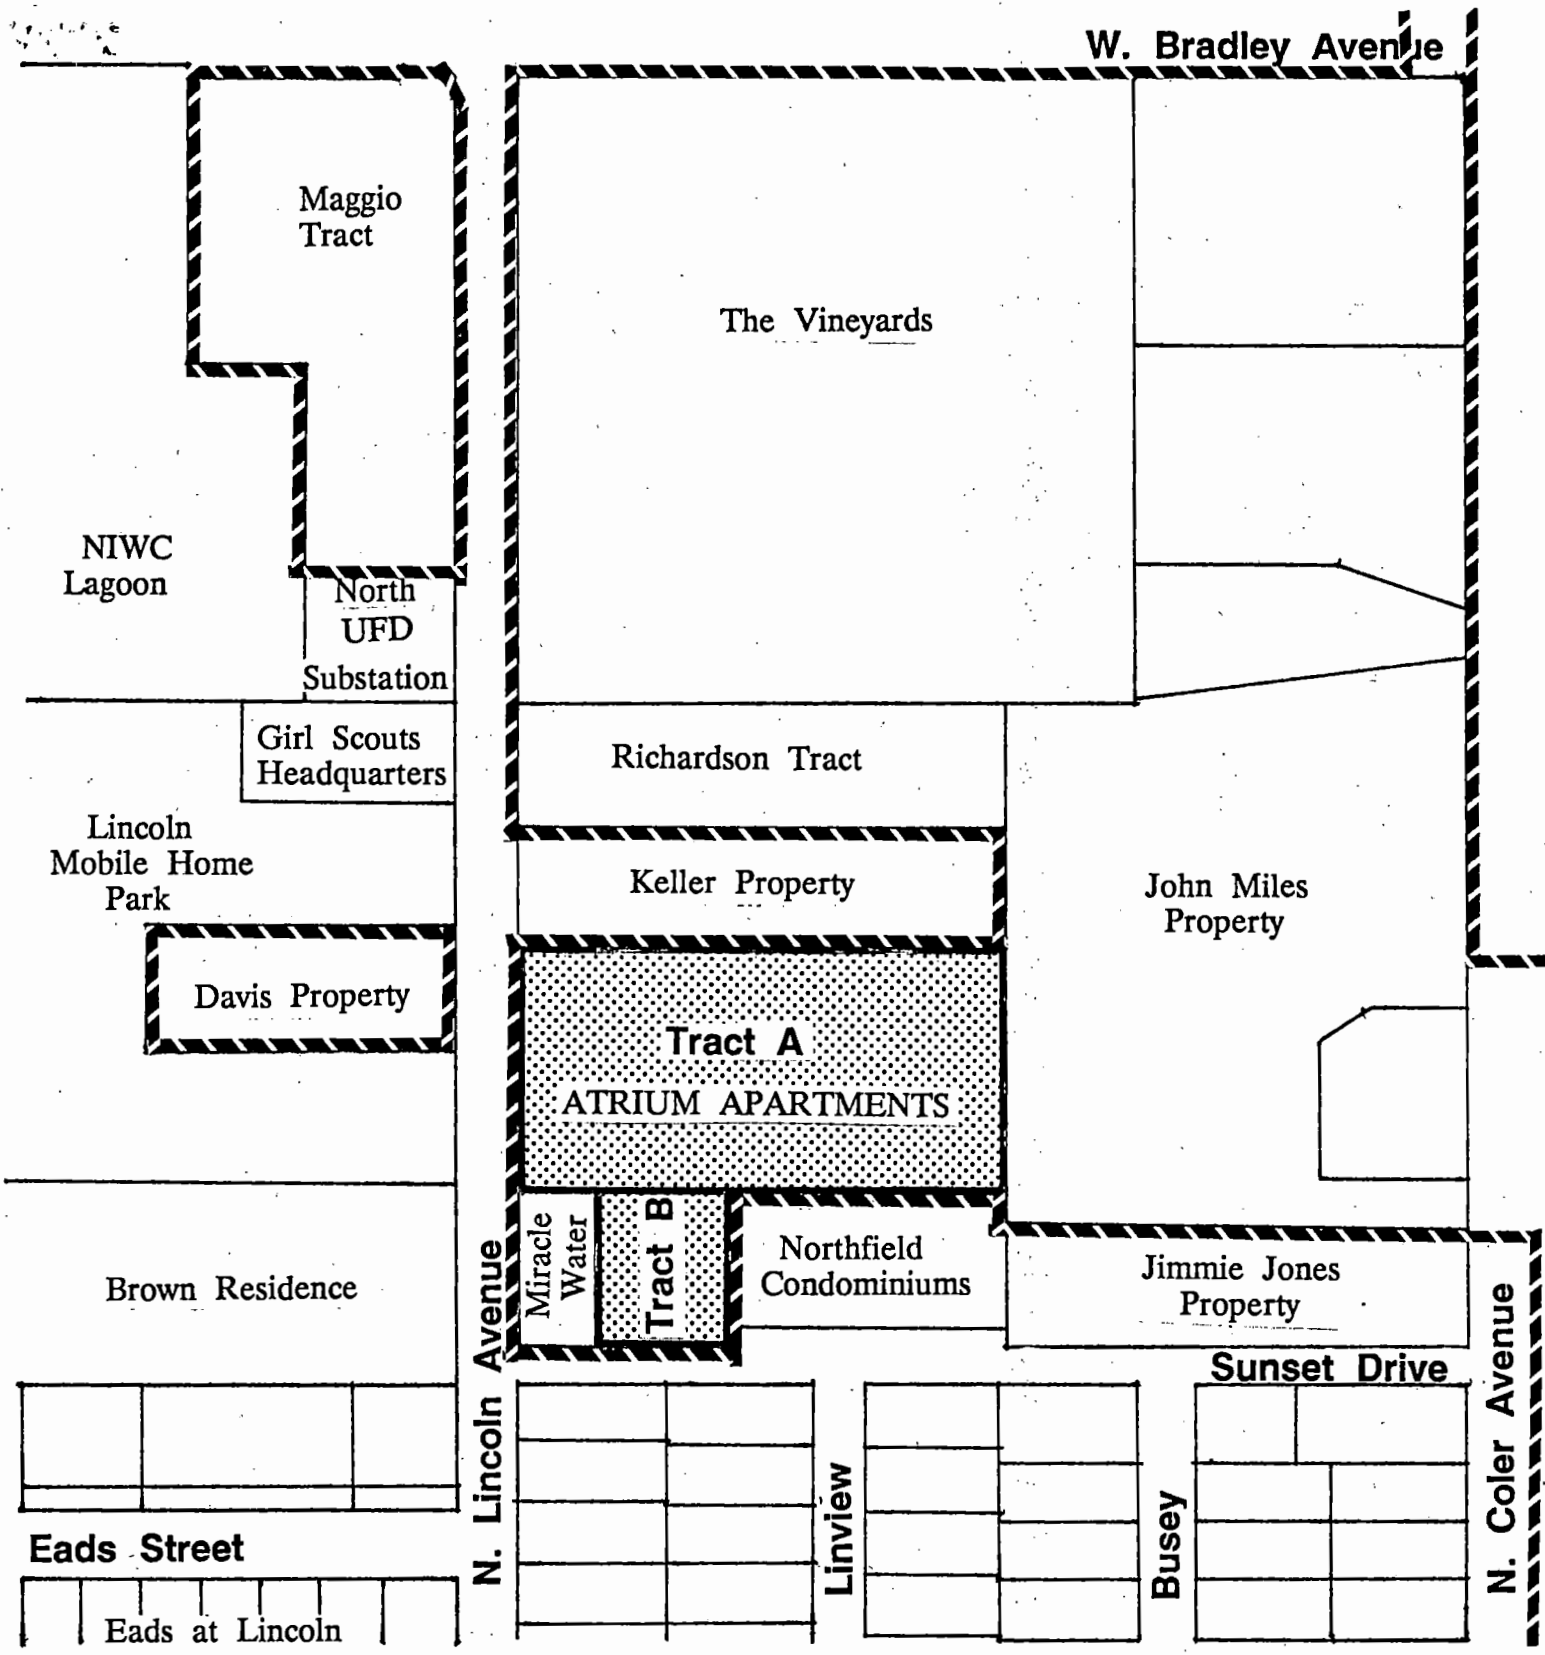 W. Bradley Avenue
Maggio
Tract
The Vineyards
NIWC
Lagoon
North
UFD
Substation
Girl Scouts
Headquarters
Richardson Tract
Lincoln
Mobile Home
Park
Keller Property
John Miles
Property
Davis Property
Tract A
ATRIUM APARTMENTS
Miracle
Water
Tract B
Northfield
Condominiums
Brown Residence
Jimmie Jones
Property
Sunset Drive
N. Lincoln Avenue
Linview
Busey
N. Coler Avenue
Eads Street
Eads at Lincoln